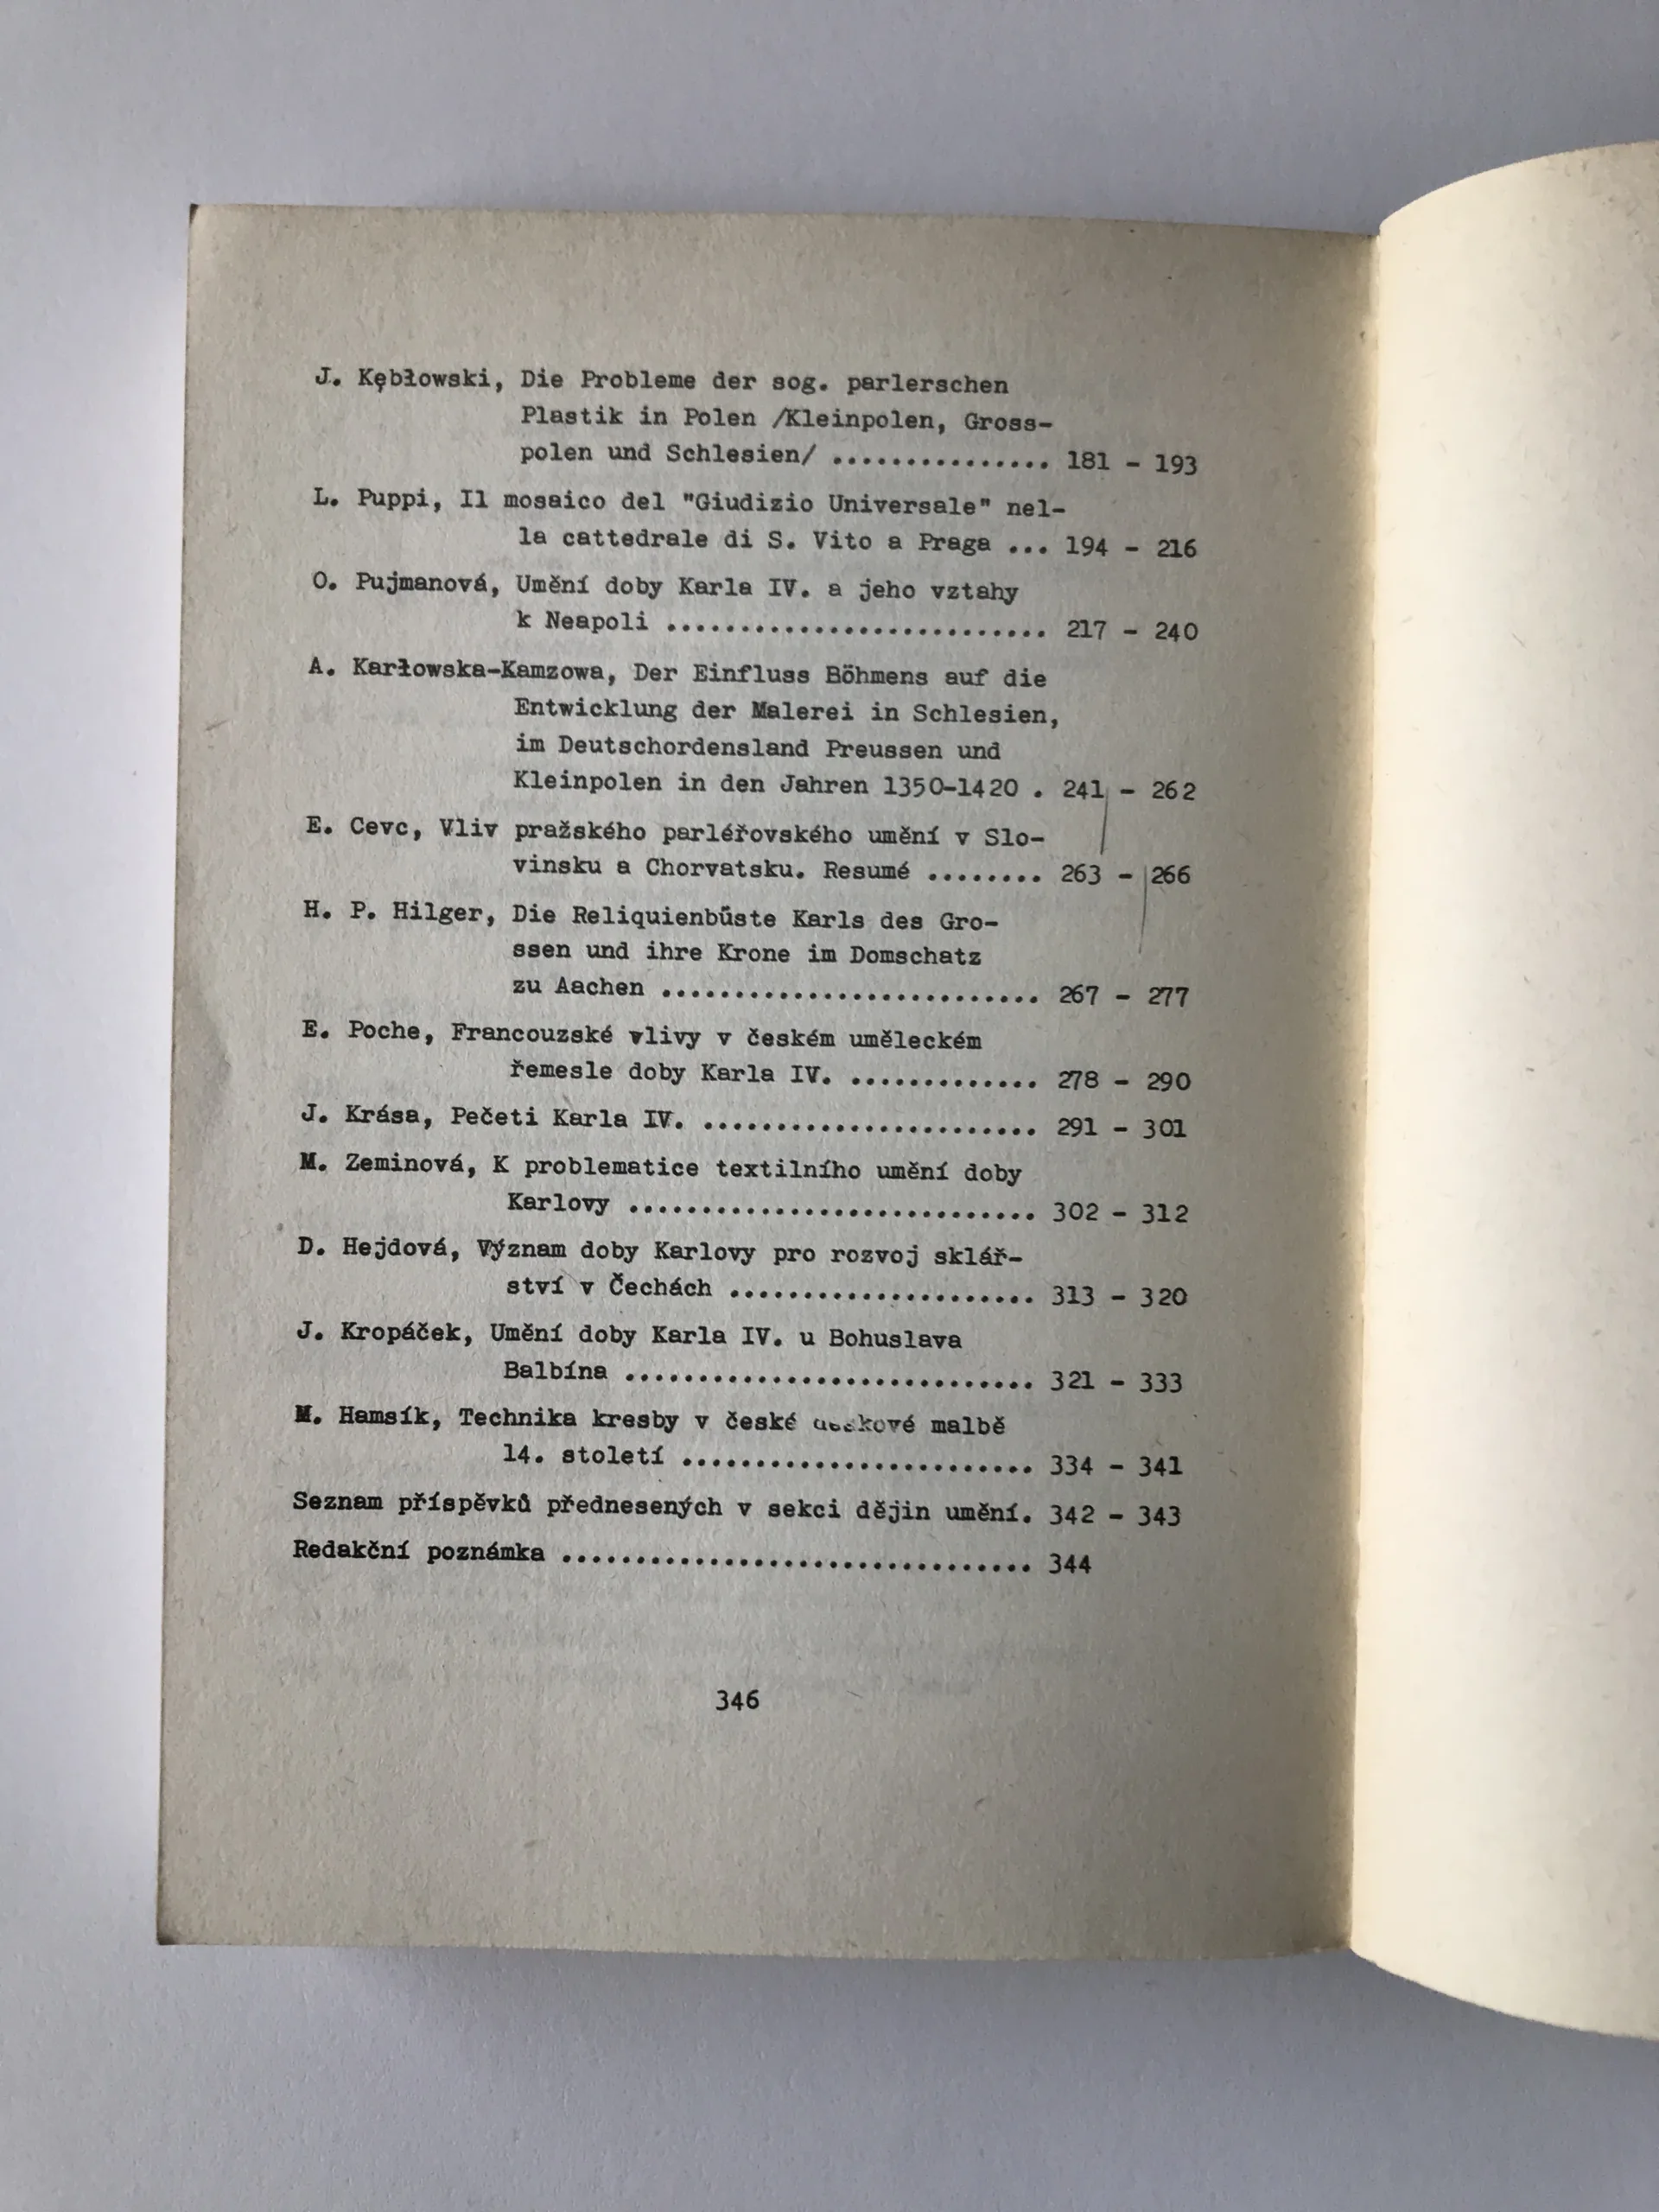 J. Kębłowski, Die Probleme der sog. parlerschen
Plastik in Polen /Kleinpolen, Gross-
polen und Schlesien/ ............... 181 - 193
L. Puppi, Il mosaico del "Giudizio Universale" nel-
la cattedrale di S. Vito a Praga ... 194 - 216
O. Pujmanová, Umění doby Karla IV. a jeho vztahy
k Neapoli .......................... 217 - 240
A. Karłowska-Kamzowa, Der Einfluss Böhmens auf die
Entwicklung der Malerei in Schlesien,
im Deutschordensland Preussen und
Kleinpolen in den Jahren 1350-1420 . 241 - 262
E. Cevc, Vliv pražského parléřovského umění v Slo-
vinsku a Chorvatsku. Resumé ........ 263 - 266
H. P. Hilger, Die Reliquienbüste Karls des Gro-
ssen und ihre Krone im Domschatz
zu Aachen .......................... 267 - 277
E. Poche, Francouzské vlivy v českém uměleckém
řemesle doby Karla IV. ............. 278 - 290
J. Krása, Pečeti Karla IV. ....................... 291 - 301
M. Zeminová, K problematice textilního umění doby
Karlovy ............................ 302 - 312
D. Hejdová, Význam doby Karlovy pro rozvoj sklář-
ství v Čechách ..................... 313 - 320
J. Kropáček, Umění doby Karla IV. u Bohuslava
Balbína ............................ 321 - 333
M. Hamsík, Technika kresby v české malbě
14. století ........................ 334 - 341
Seznam příspěvků přednesených v sekci dějin umění. 342 - 343
Redakční poznámka ................................ 344
346